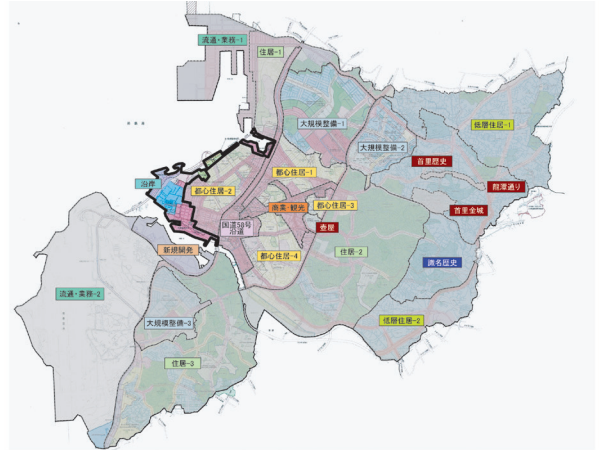 流通・業務-1
住居-1
大規模整備-1
低層住居-1
大規模整備-2
首里歴史
都心住居-1
沿岸
龍潭通り
都心住居-2
商業・観光
都心住居-3
首里金城
国道58号
沿道
壺屋
新規開発
都心住居-4
住居-2
識名歴史
流通・業務-2
大規模整備-3
低層住居-2
住居-3